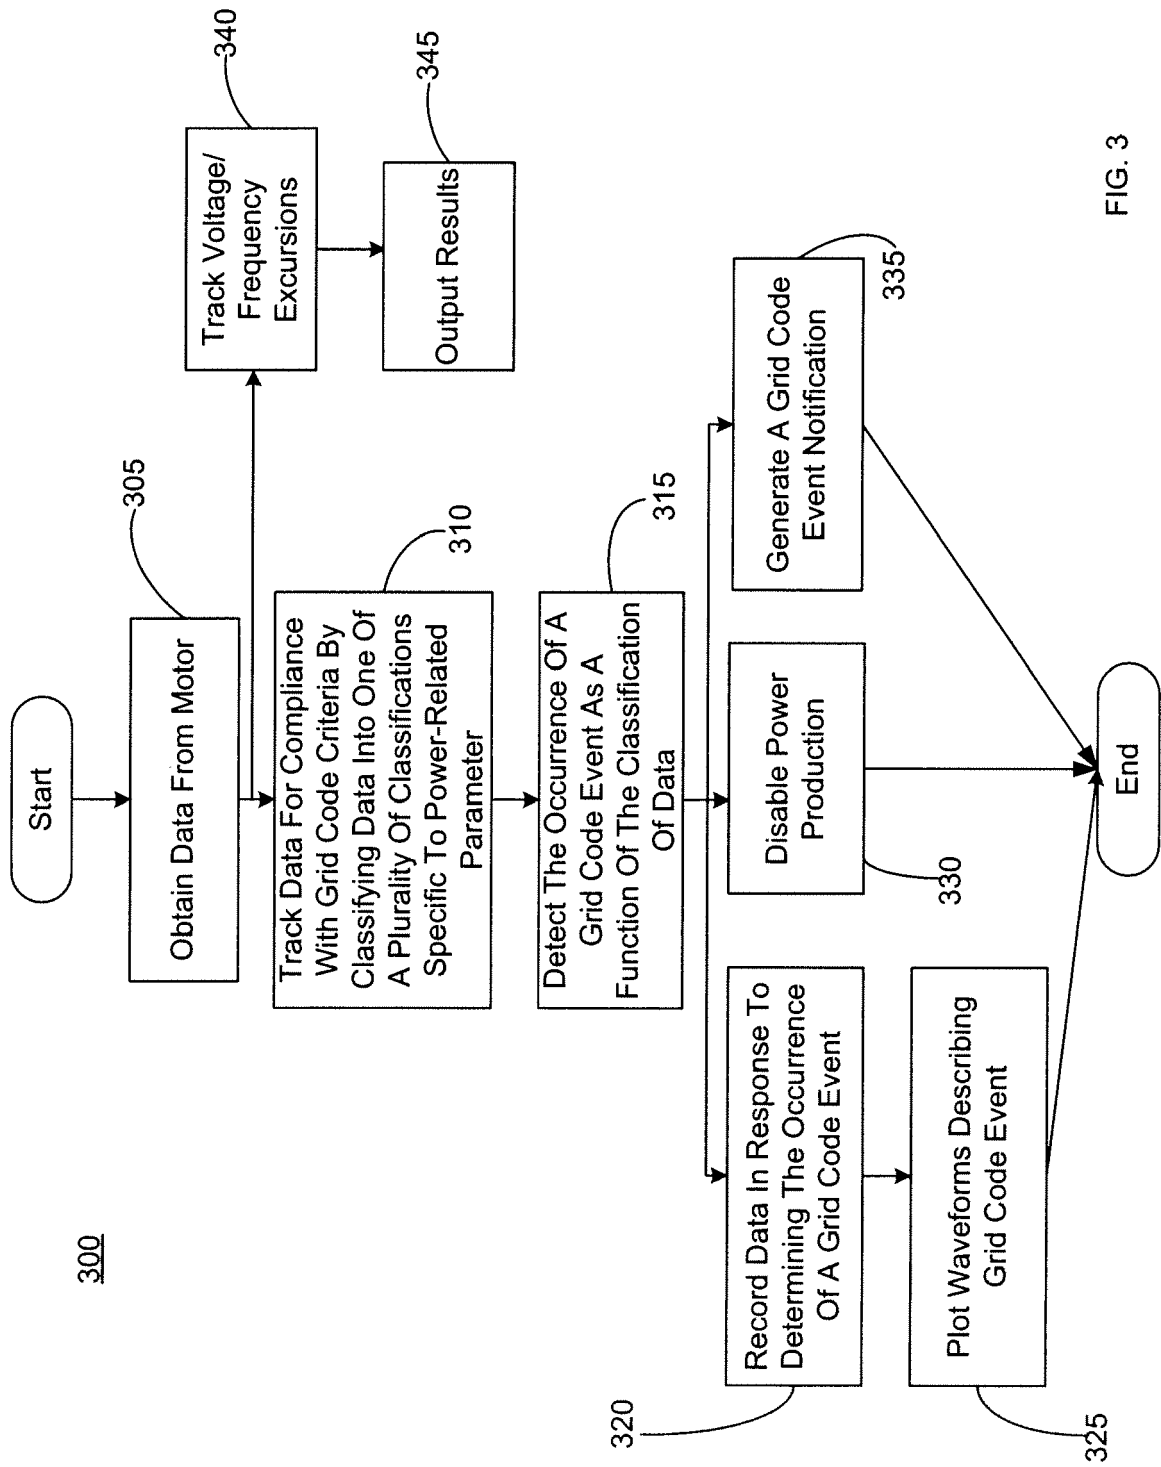 300
Start
Obtain Data From Motor
305
Track Data For Compliance
With Grid Code Criteria By
Classifying Data Into One Of
A Plurality Of Classifications
Specific To Power-Related
Parameter
310
Track Voltage/
Frequency
Excursions
340
Output Results
345
Detect The Occurrence Of A
Grid Code Event As A
Function Of The Classification
Of Data
315
Record Data In Response To
Determining The Occurrence
Of A Grid Code Event
320
Plot Waveforms Describing
Grid Code Event
325
Disable Power
Production
330
Generate A Grid Code
Event Notification
335
End
FIG. 3